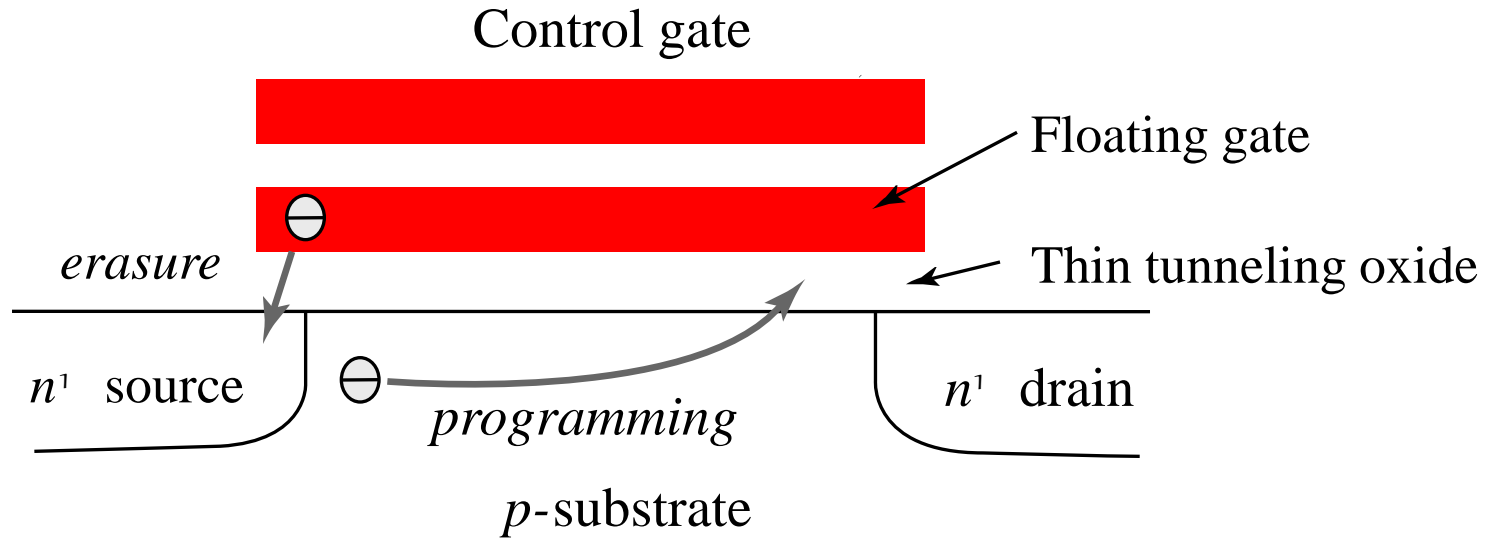 Control gate
Floating gate
erasure
Thin tunneling oxide
n¹ source
programming
n¹ drain
p-substrate